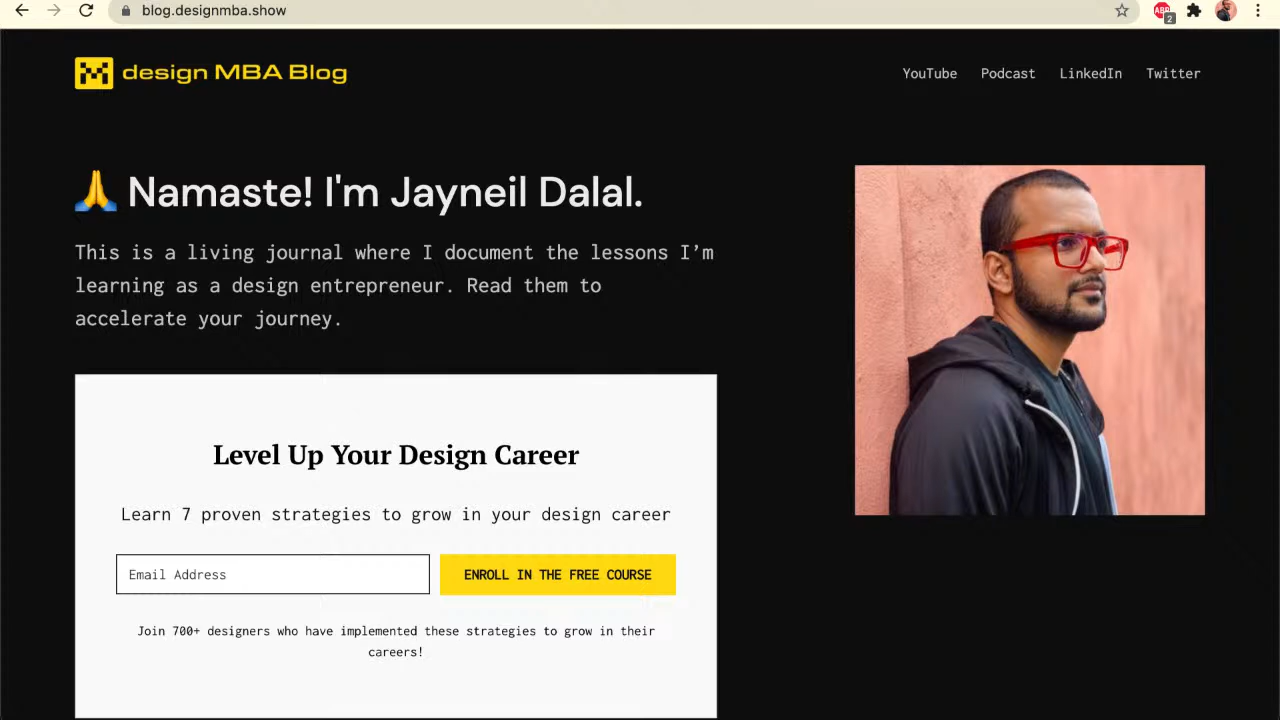 blog.designmba.show
ABP
2
design MBA Blog
YouTube Podcast LinkedIn Twitter
🙏 Namaste! I'm Jayneil Dalal.
This is a living journal where I document the lessons I’m
learning as a design entrepreneur. Read them to
accelerate your journey.
Level Up Your Design Career
Learn 7 proven strategies to grow in your design career
Email Address
ENROLL IN THE FREE COURSE
Join 700+ designers who have implemented these strategies to grow in their
careers!